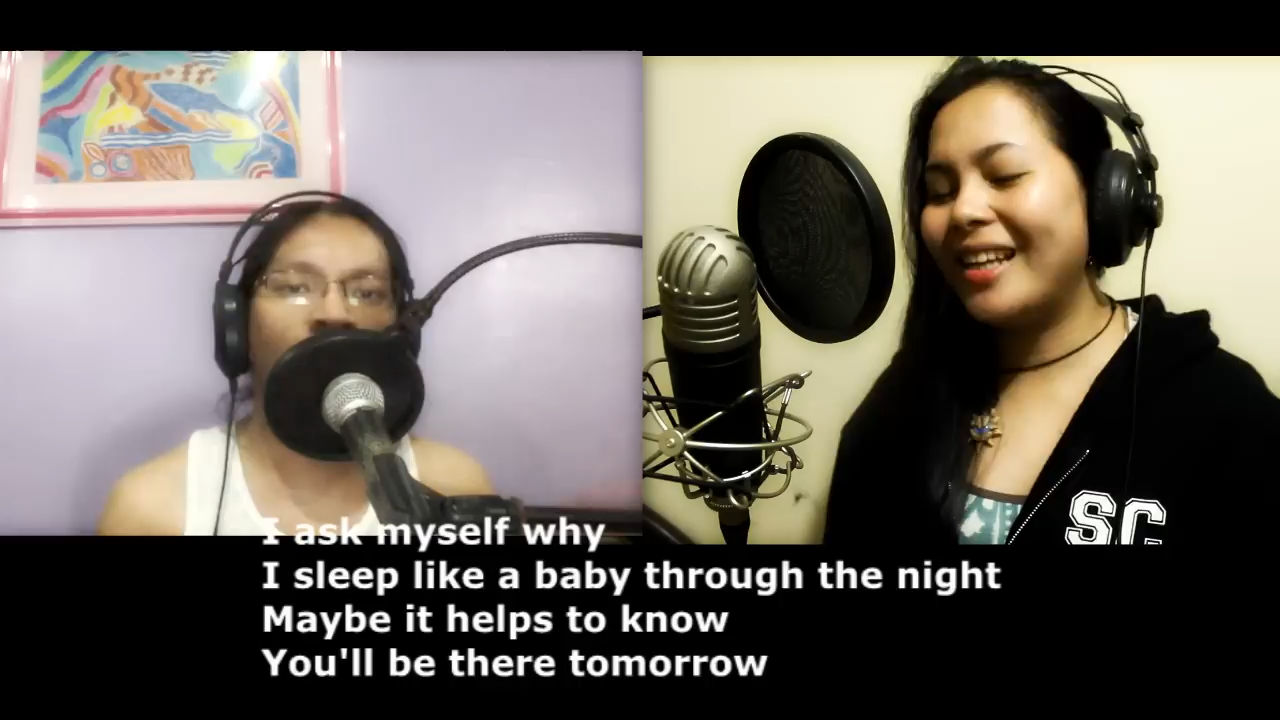 I ask myself why
I sleep like a baby through the night
Maybe it helps to know
You'll be there tomorrow
SC